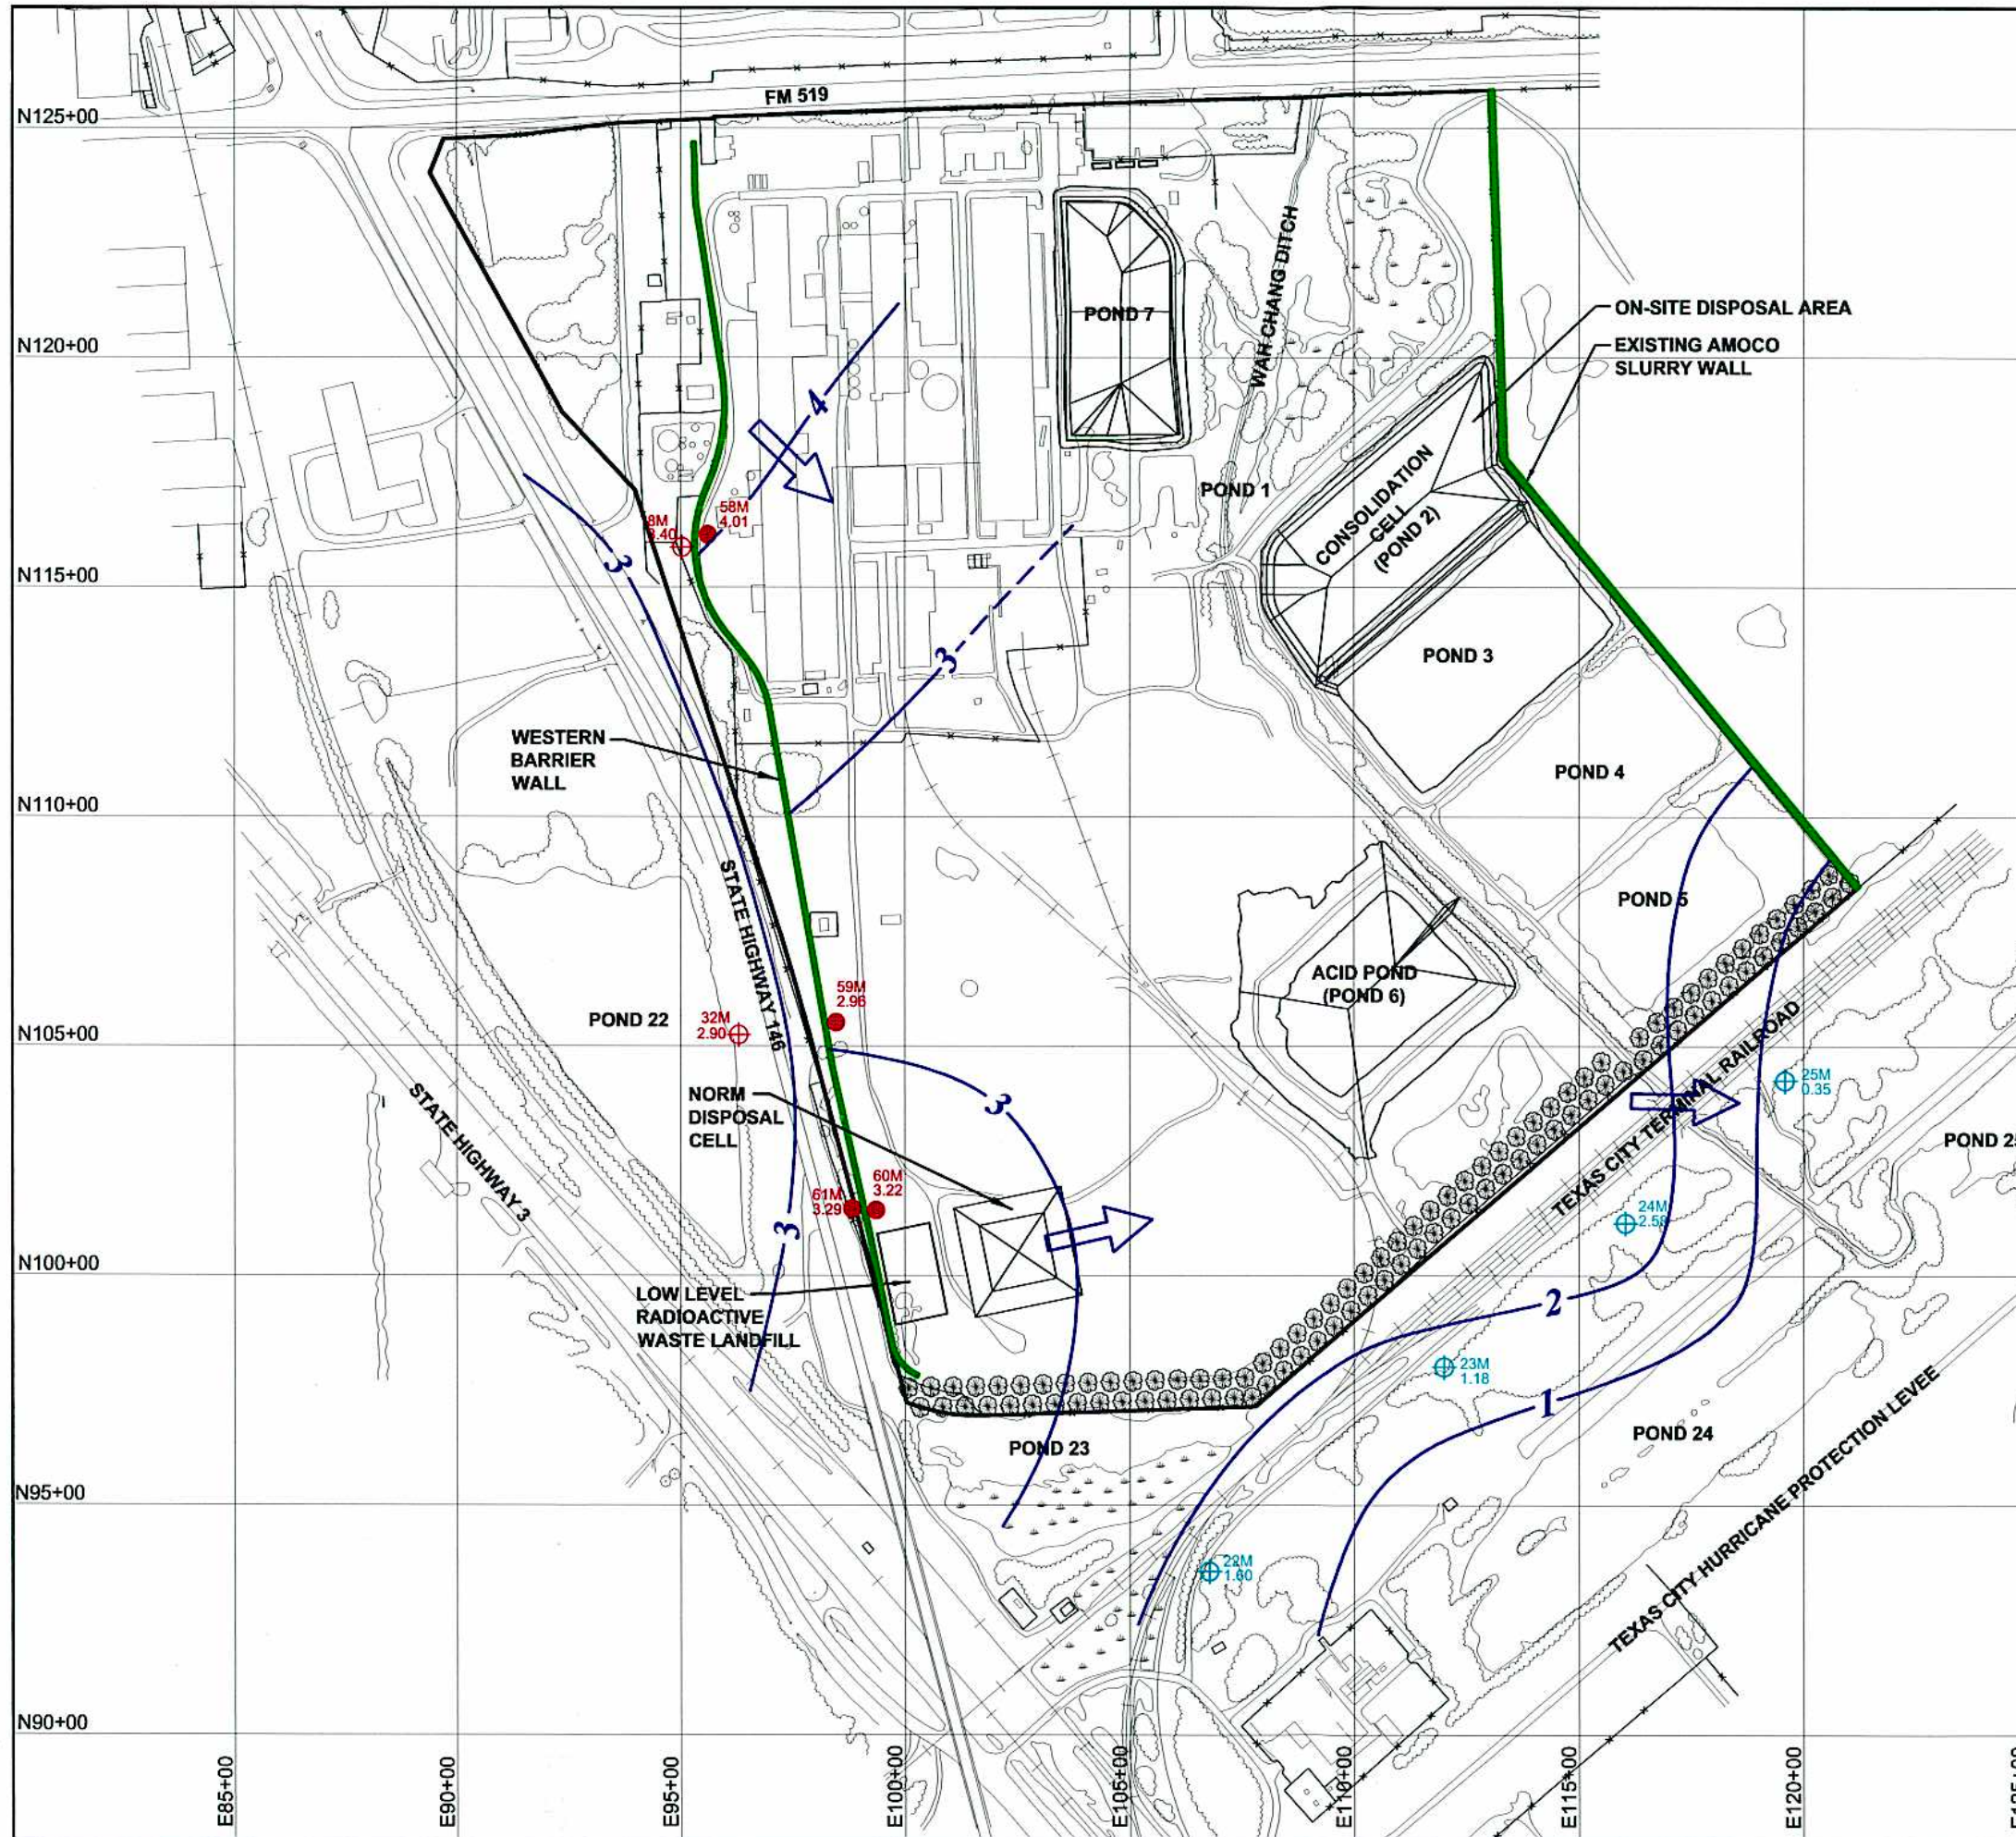 FM 519
N125+00
N120+00
N115+00
N110+00
N105+00
N100+00
N95+00
N90+00
E85+00
E90+00
E95+00
E100+00
E105+00
E110+00
E115+00
E120+00
POND 7
WAH CHANG DITCH
ON-SITE DISPOSAL AREA
EXISTING AMOCO
SLURRY WALL
POND 1
CONSOLIDATION
CELL
(POND 2)
POND 3
POND 4
POND 5
ACID POND
(POND 6)
4
58M
4.01
8M
3.40
3
3
WESTERN
BARRIER
WALL
STATE HIGHWAY 146
59M
2.96
32M
2.90
POND 22
STATE HIGHWAY 3
NORM
DISPOSAL
CELL
3
60M
3.22
61M
3.29
3
LOW LEVEL
RADIOACTIVE
WASTE LANDFILL
TEXAS CITY TERMINAL RAILROAD
25M
0.35
24M
2.58
2
23M
1.18
1
POND 23
POND 24
22M
1.60
TEXAS CITY HURRICANE PROTECTION LEVEE